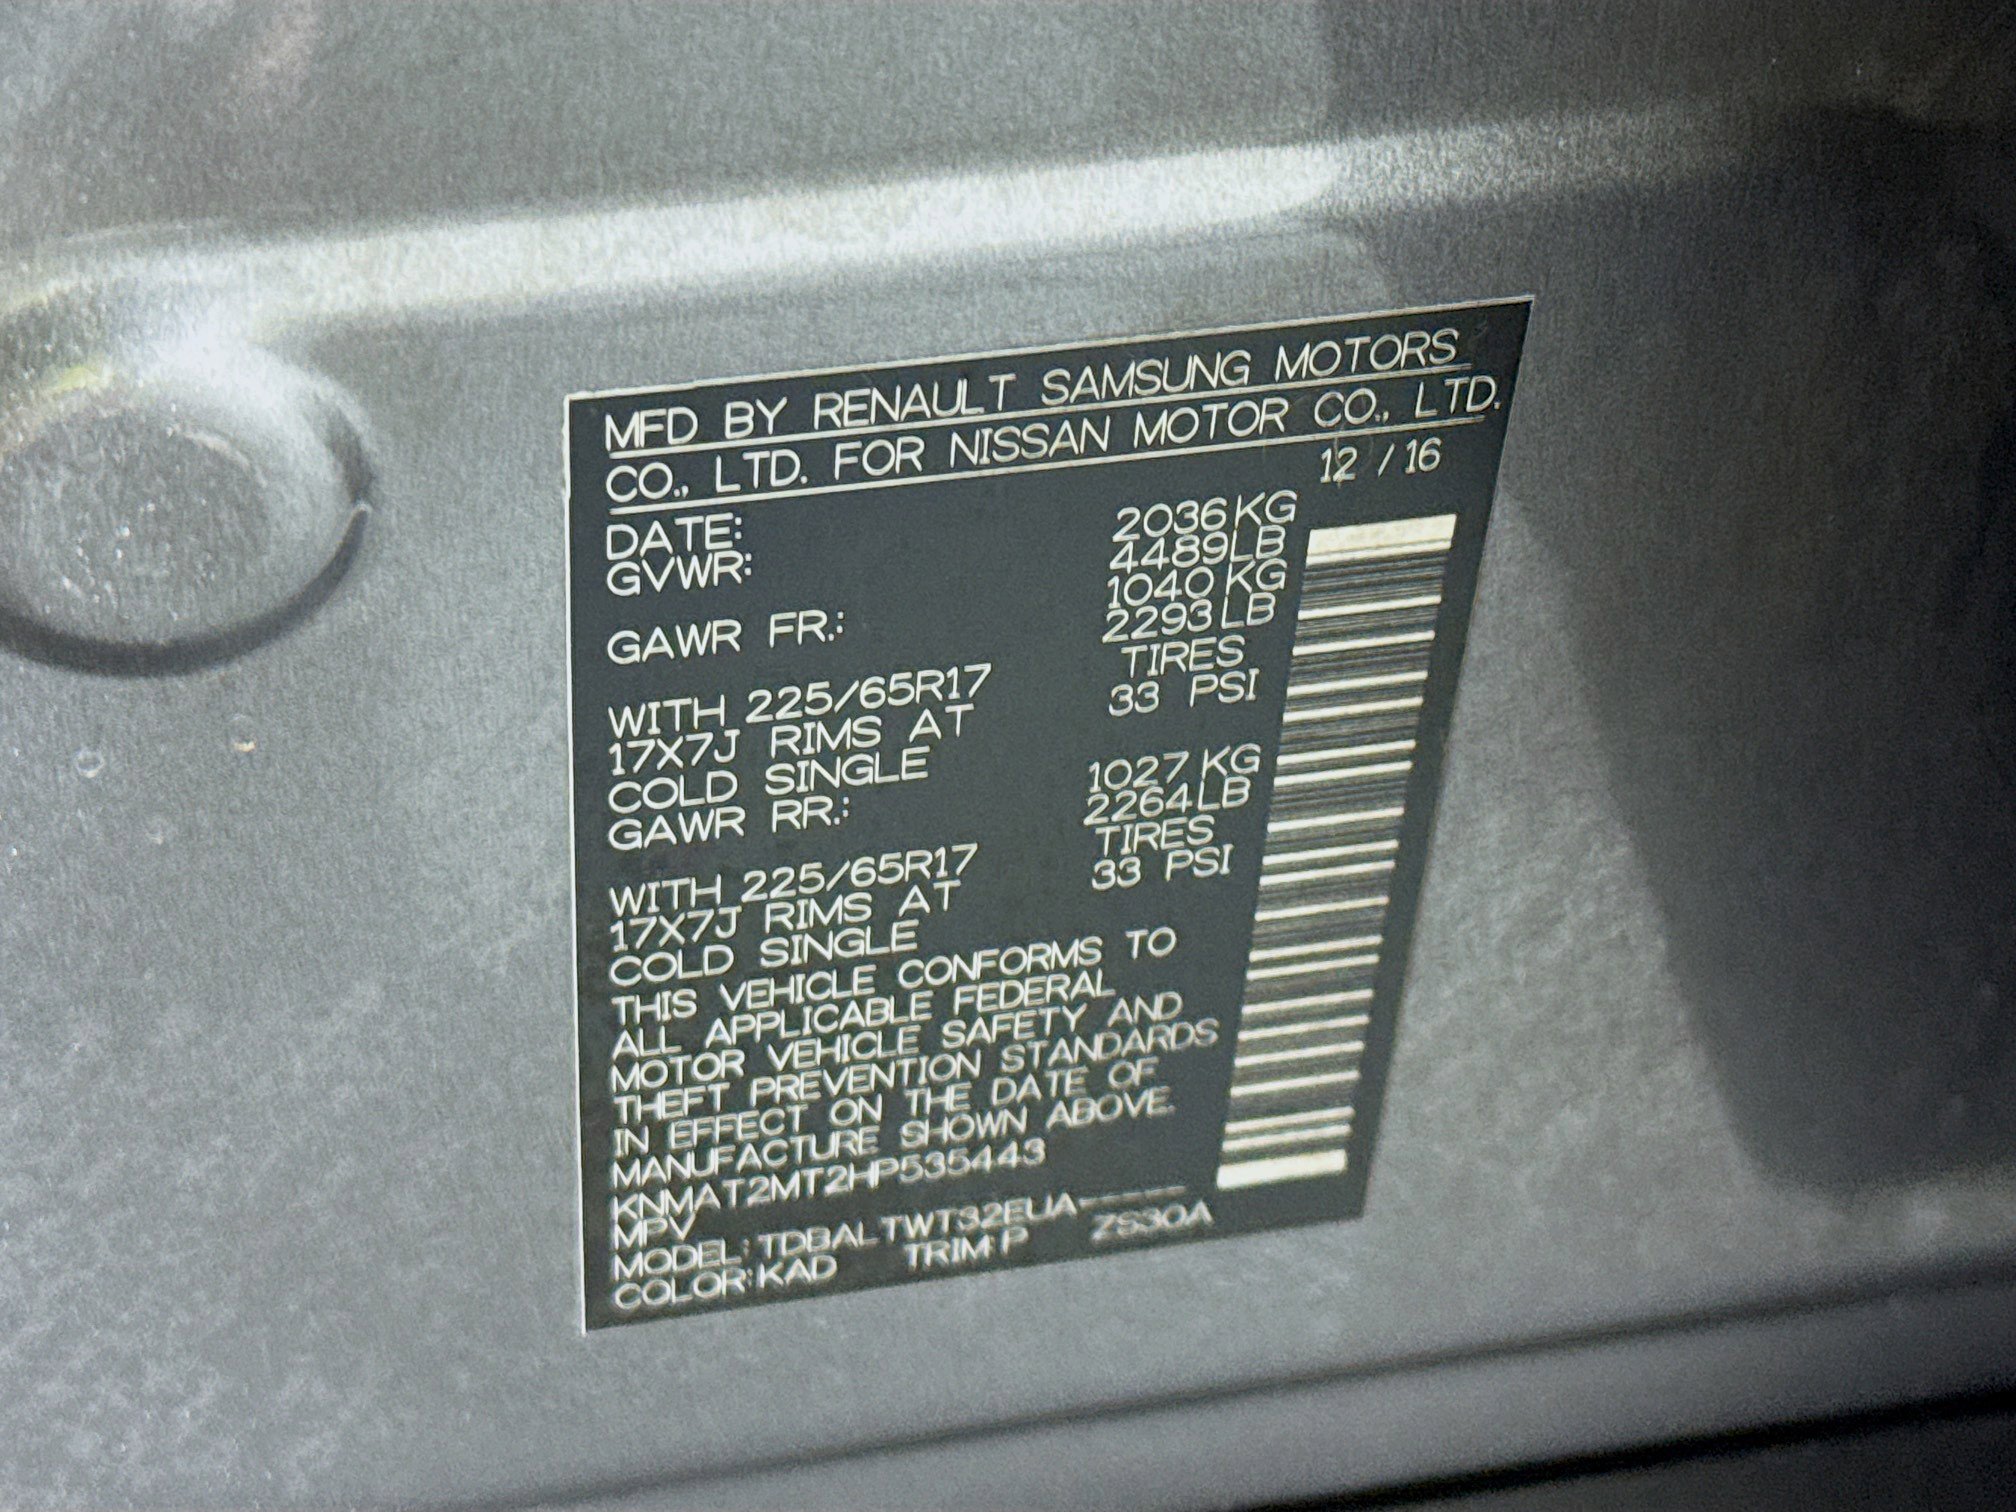 MFD BY RENAULT SAMSUNG MOTORS
CO., LTD. FOR NISSAN MOTOR CO., LTD.
DATE: 12 / 16
GVWR: 2036 KG
4489 LB
GAWR FR.: 1040 KG
2293 LB
WITH 225/65R17 TIRES
17X7J RIMS AT 33 PSI
COLD SINGLE
GAWR RR.: 1027 KG
2264 LB
WITH 225/65R17 TIRES
17X7J RIMS AT 33 PSI
COLD SINGLE
THIS VEHICLE CONFORMS TO
ALL APPLICABLE FEDERAL
MOTOR VEHICLE SAFETY AND
THEFT PREVENTION STANDARDS
IN EFFECT ON THE DATE OF
MANUFACTURE SHOWN ABOVE.
KNMAT2MT2HP535443
MPV
MODEL: TDBALTWT32EUA-----
COLOR: KAD TRIM: P ZS30A